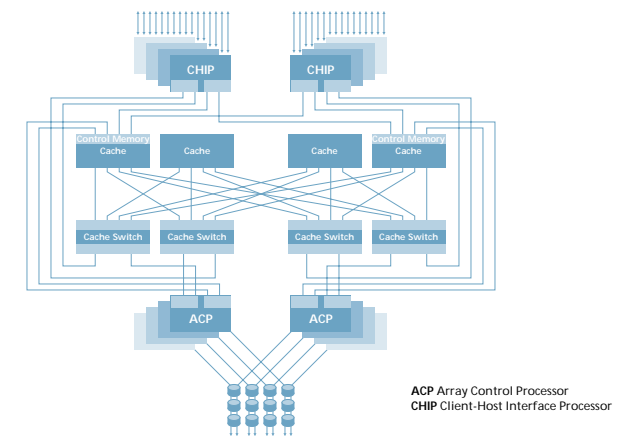 CHIP CHIP
Control Memory Control Memory
Cache Cache Cache Cache
Cache Switch Cache Switch Cache Switch Cache Switch
ACP ACP
ACP Array Control Processor
CHIP Client-Host Interface Processor